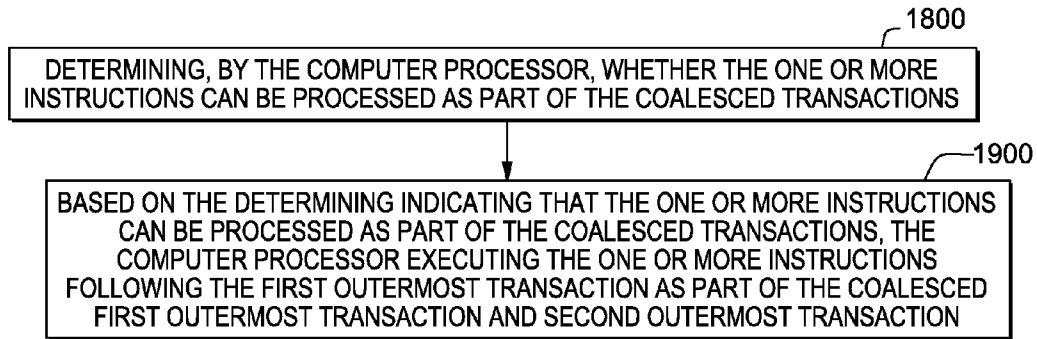 1800
DETERMINING, BY THE COMPUTER PROCESSOR, WHETHER THE ONE OR MORE
INSTRUCTIONS CAN BE PROCESSED AS PART OF THE COALESCED TRANSACTIONS
1900
BASED ON THE DETERMINING INDICATING THAT THE ONE OR MORE INSTRUCTIONS
CAN BE PROCESSED AS PART OF THE COALESCED TRANSACTIONS, THE
COMPUTER PROCESSOR EXECUTING THE ONE OR MORE INSTRUCTIONS
FOLLOWING THE FIRST OUTERMOST TRANSACTION AS PART OF THE COALESCED
FIRST OUTERMOST TRANSACTION AND SECOND OUTERMOST TRANSACTION